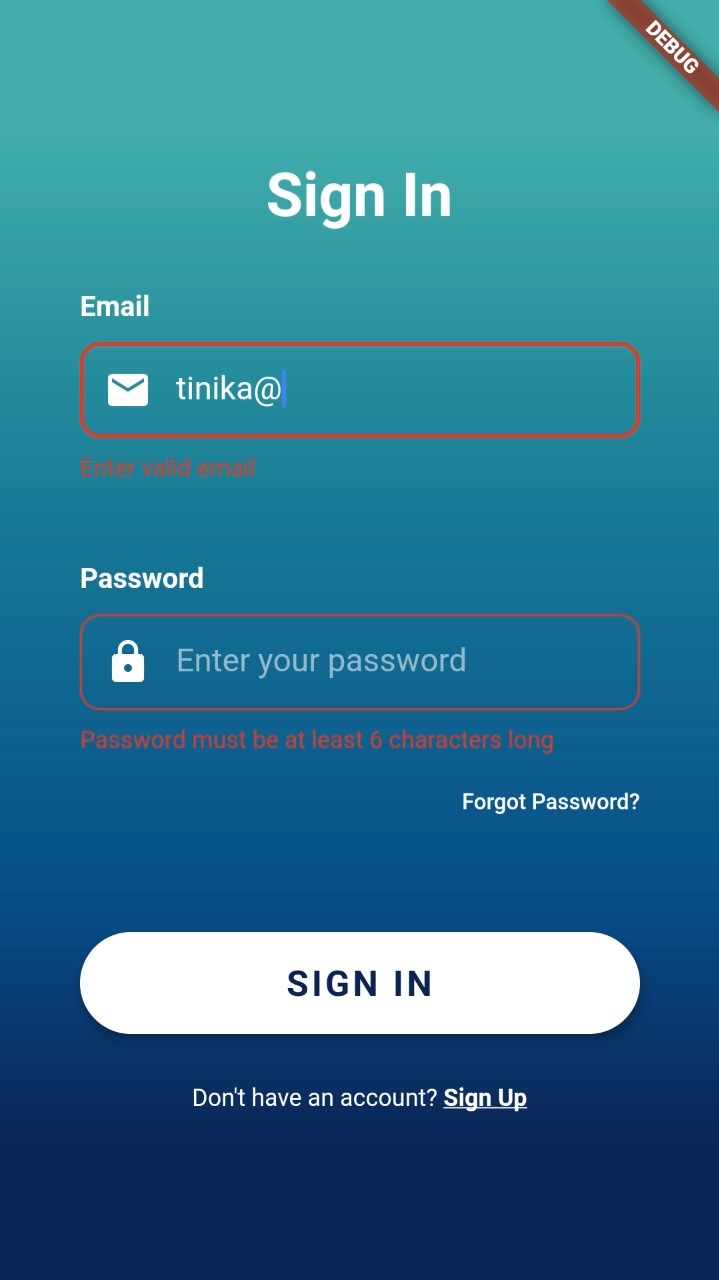 DEBUG
Sign In
Email
tinika@
Enter valid email
Password
Enter your password
Password must be at least 6 characters long
Forgot Password?
SIGN IN
Don't have an account? Sign Up